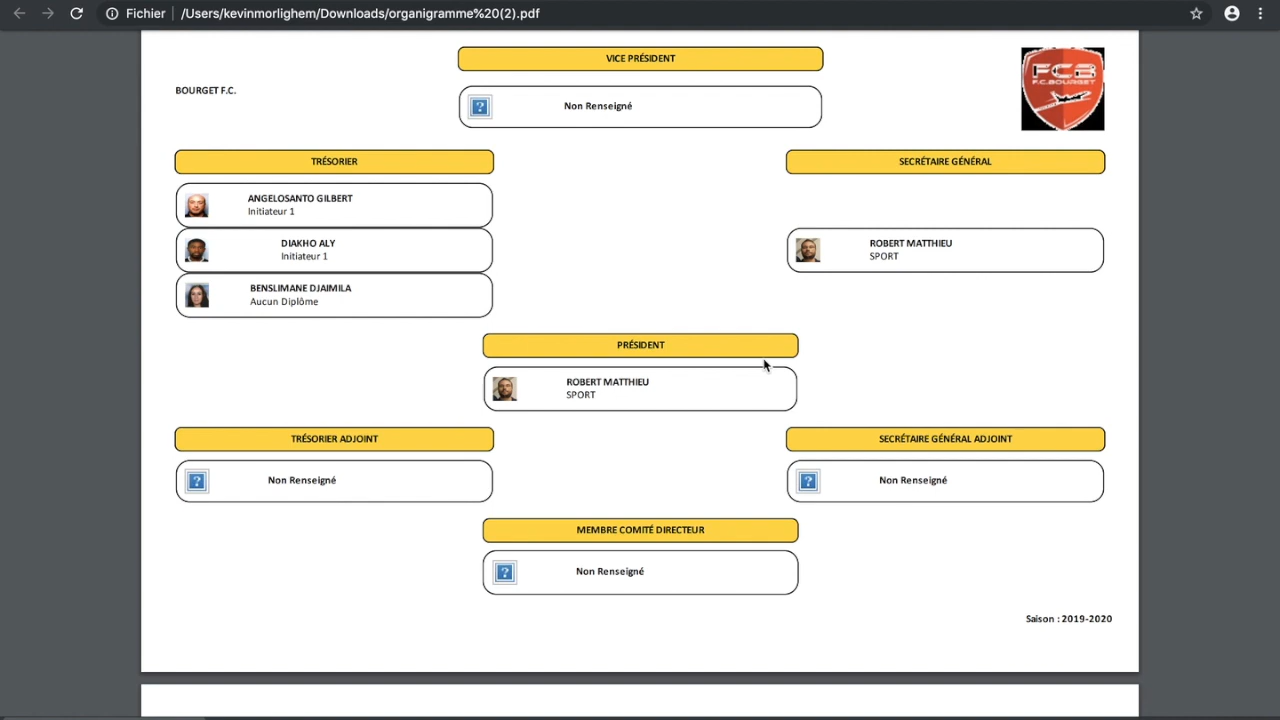 Fichier /Users/kevinmorlighem/Downloads/organigramme%20(2).pdf
VICE PRÉSIDENT
BOURGET F.C.
Non Renseigné
FCB
F.C.BOURGET
TRÉSORIER
SECRÉTAIRE GÉNÉRAL
ANGELOSANTO GILBERT
Initiateur 1
DIAKHO ALY
Initiateur 1
ROBERT MATTHIEU
SPORT
BENSLIMANE DJAIMILA
Aucun Diplôme
PRÉSIDENT
ROBERT MATTHIEU
SPORT
TRÉSORIER ADJOINT
SECRÉTAIRE GÉNÉRAL ADJOINT
Non Renseigné
Non Renseigné
MEMBRE COMITÉ DIRECTEUR
Non Renseigné
Saison : 2019-2020